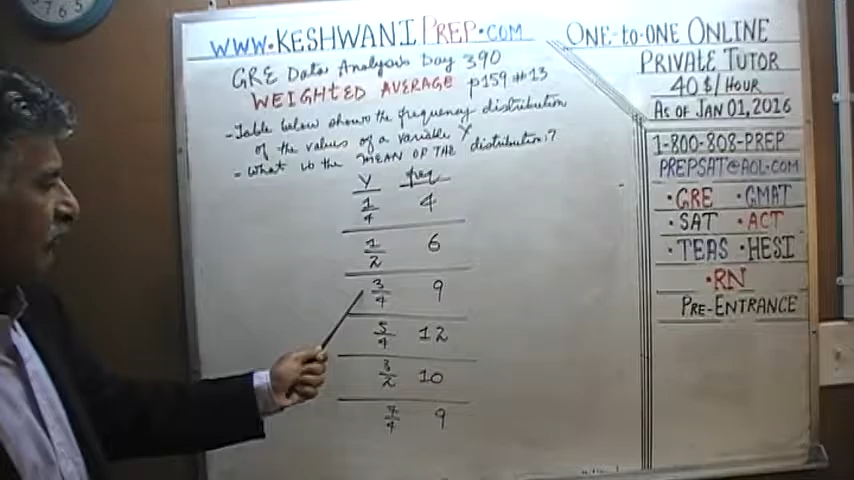 WWW.KESHWANIPREP.COM
GRE Data Analysis Day 390
WEIGHTED AVERAGE p159 #13
- Table below shows the frequency distribution
of the values of a variable Y
- What is the MEAN OF THE distribution?
Y freq
1/4 4
1/2 6
3/4 9
5/4 12
3/2 10
7/4 9
ONE-TO-ONE ONLINE
PRIVATE TUTOR
40$/HOUR
AS OF JAN 01, 2016
1-800-808-PREP
PREPSAT@AOL.COM
•GRE •GMAT
•SAT •ACT
•TEAS •HESI
•RN
PRE-ENTRANCE
7 6 5